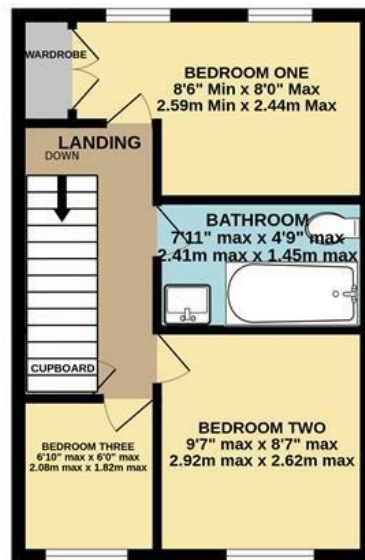 WARDROBE
BEDROOM ONE
8'6" Min x 8'0" Max
2.59m Min x 2.44m Max
LANDING
DOWN
BATHROOM
7'11" max x 4'9" max
2.41m max x 1.45m max
CUPBOARD
BEDROOM TWO
9'7" max x 8'7" max
2.92m max x 2.62m max
BEDROOM THREE
6'10" max x 6'0" max
2.08m max x 1.82m max